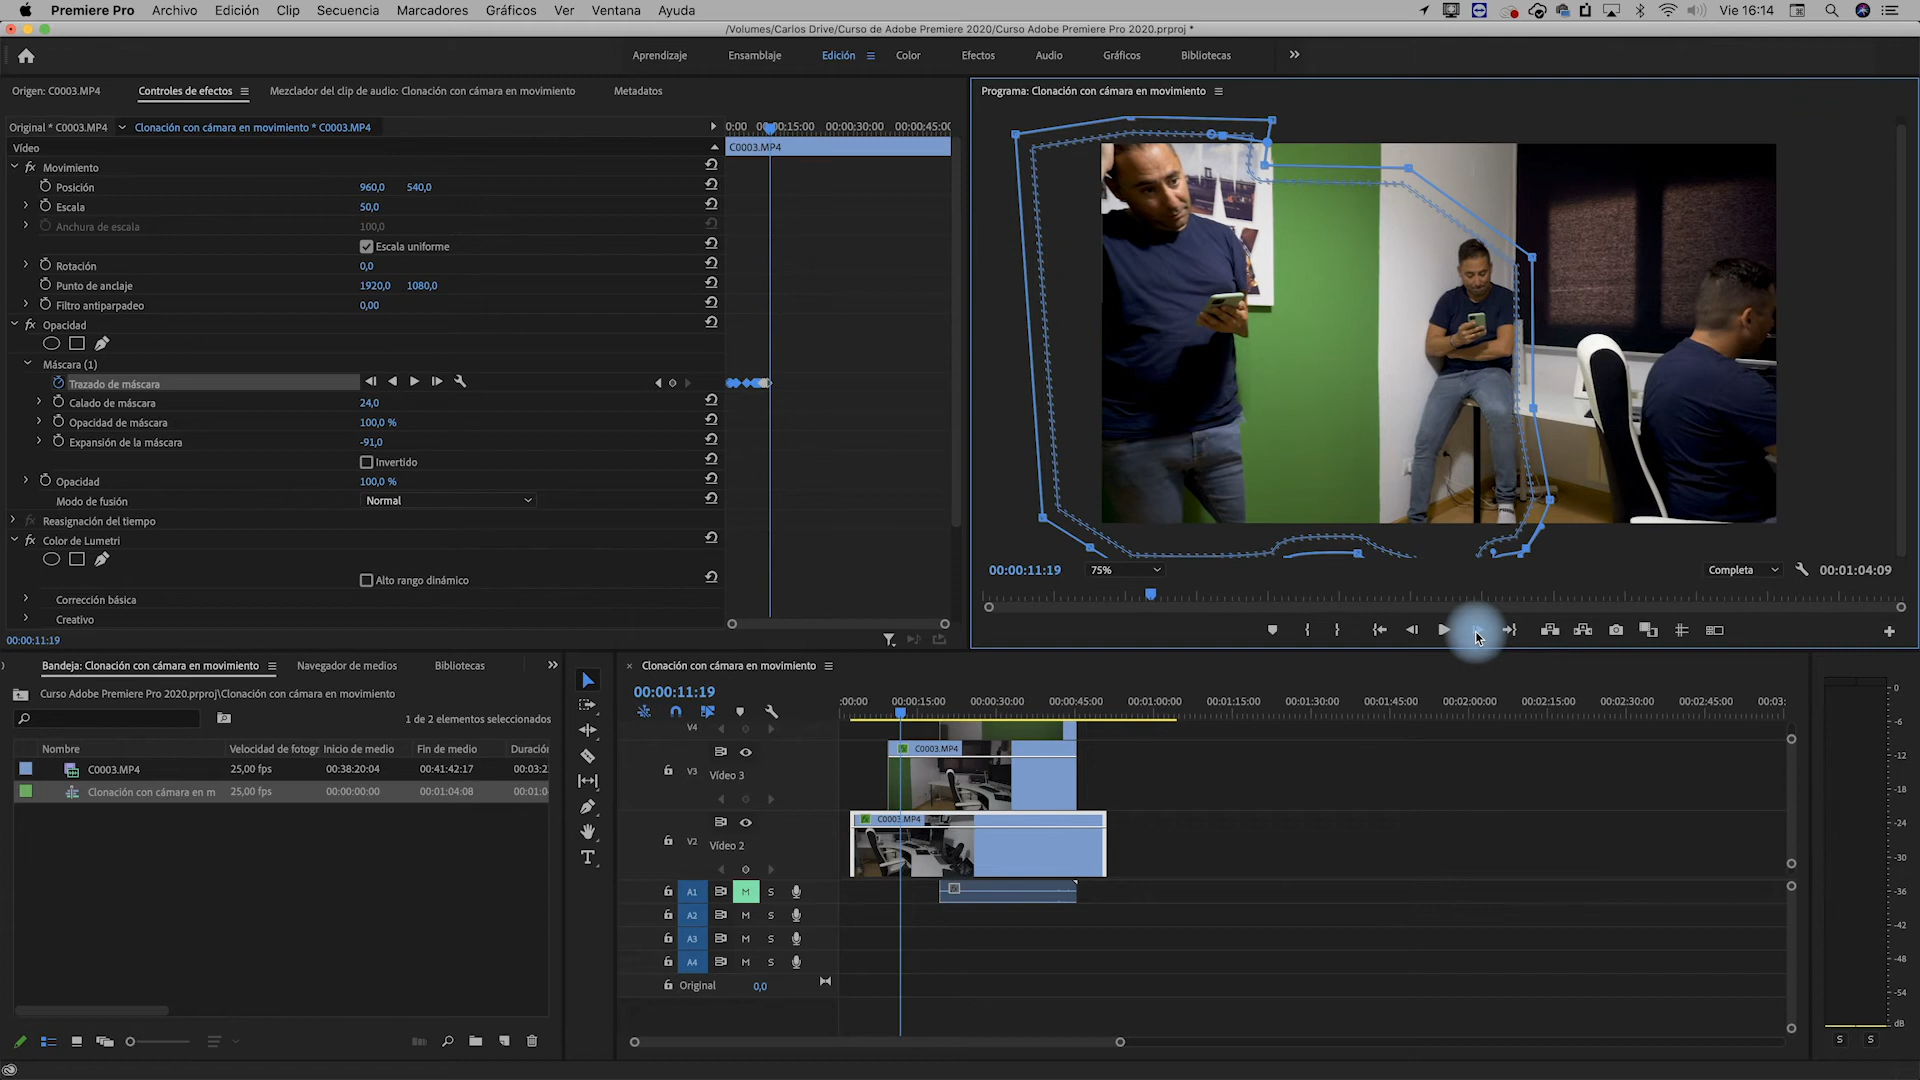 Premiere Pro Archivo Edición Clip Secuencia Marcadores Gráficos Ver Ventana Ayuda Vie 16:14
/Volumes/Carlos Drive/Curso de Adobe Premiere 2020/Curso Adobe Premiere Pro 2020.prproj *
Aprendizaje Ensamblaje Edición Color Efectos Audio Gráficos Bibliotecas
Origen: C0003.MP4 Controles de efectos Mezclador del clip de audio: Clonación con cámara en movimiento Metadatos
Programa: Clonación con cámara en movimiento
Original * C0003.MP4 Clonación con cámara en movimiento * C0003.MP4
00:00:30:00
Vídeo
C0003.MP4
Movimiento
Posición 960,0 540,0
Escala 50,0
Anchura de escala 100,0
Escala uniforme
Rotación 0,0
Punto de anclaje 1920,0 1080,0
Filtro antiparpadeo 0,00
Opacidad
Máscara (1)
Trazado de máscara
Calado de máscara 24,0
Opacidad de máscara 100,0 %
Expansión de la máscara -91,0
Invertido
Opacidad 100,0 %
Modo de fusión Normal
Reasignación del tiempo
Color de Lumetri
Alto rango dinámico
Corrección básica
Creativo
00:00:11:19
00:00:11:19 75% Completa 00:01:04:09
Bandeja: Clonación con cámara en movimiento Navegador de medios Bibliotecas
Curso Adobe Premiere Pro 2020.prproj\Clonación con cámara en movimiento
1 de 2 elementos seleccionados
Nombre Velocidad de fotogr Inicio de medio Fin de medio Duració
C0003.MP4 25,00 fps 00:38:20:04 00:41:42:17 00:03:2
Clonación con cámara en m 25,00 fps 00:00:00:00 00:01:04:08 00:01:0
Clonación con cámara en movimiento
00:00:11:19
:00:00 00:00:15:00 00:00:30:00 00:00:45:00 00:01:00:00 00:01:15:00 00:01:30:00 00:01:45:00 00:02:00:00 00:02:15:00 00:02:30:00 00:02:45:00 00:03:
V4
C0003.MP4
V3 Vídeo 3
C0003.MP4
V2 Vídeo 2
A1 M S
A2 M S
A3 M S
A4 M S
Original 0,0
0
-6
-12
-18
-24
-30
-36
-42
-48
-54
dB
S S